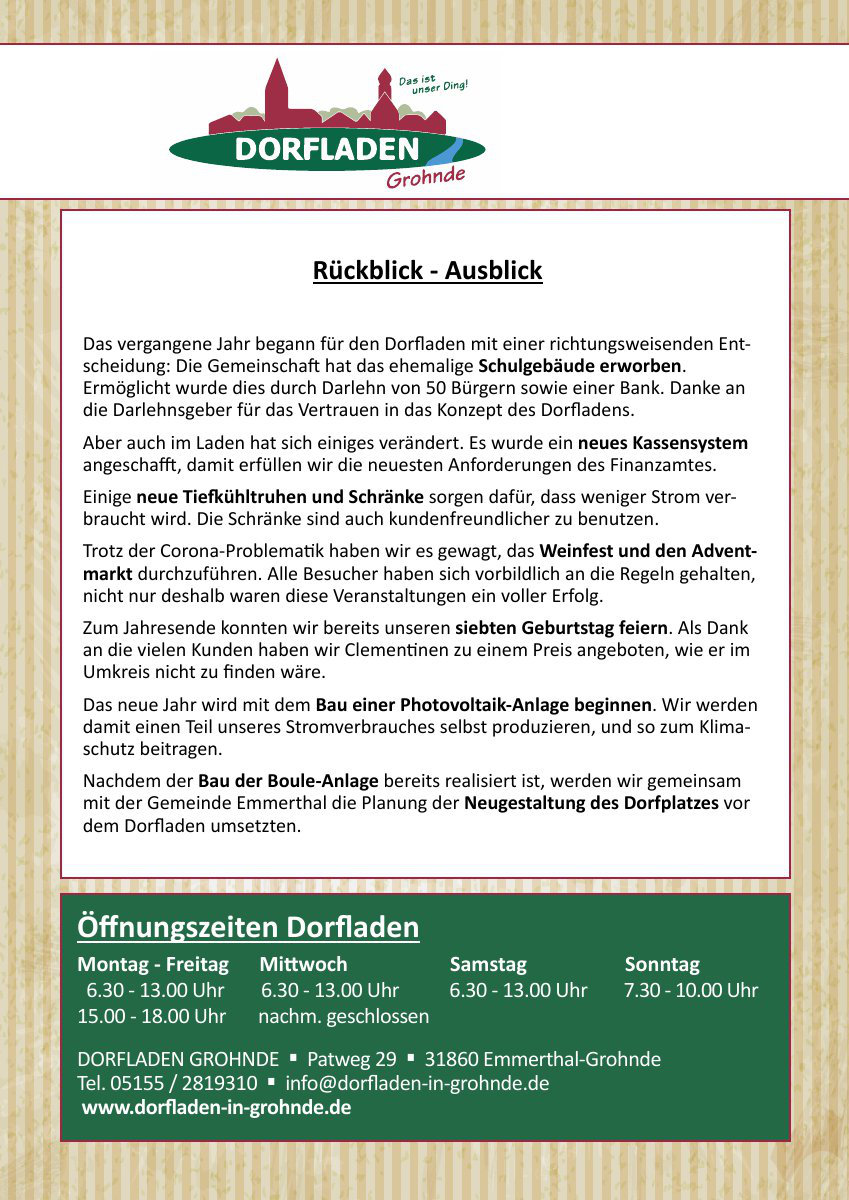 Das ist
unser Ding!
DORFLADEN
Grohnde
Rückblick - Ausblick
Das vergangene Jahr begann für den Dorfladen mit einer richtungsweisenden Ent-
scheidung: Die Gemeinschaft hat das ehemalige Schulgebäude erworben.
Ermöglicht wurde dies durch Darlehn von 50 Bürgern sowie einer Bank. Danke an
die Darlehnsgeber für das Vertrauen in das Konzept des Dorfladens.
Aber auch im Laden hat sich einiges verändert. Es wurde ein neues Kassensystem
angeschafft, damit erfüllen wir die neuesten Anforderungen des Finanzamtes.
Einige neue Tiefkühltruhen und Schränke sorgen dafür, dass weniger Strom ver-
braucht wird. Die Schränke sind auch kundenfreundlicher zu benutzen.
Trotz der Corona-Problematik haben wir es gewagt, das Weinfest und den Advent-
markt durchzuführen. Alle Besucher haben sich vorbildlich an die Regeln gehalten,
nicht nur deshalb waren diese Veranstaltungen ein voller Erfolg.
Zum Jahresende konnten wir bereits unseren siebten Geburtstag feiern. Als Dank
an die vielen Kunden haben wir Clementinen zu einem Preis angeboten, wie er im
Umkreis nicht zu finden wäre.
Das neue Jahr wird mit dem Bau einer Photovoltaik-Anlage beginnen. Wir werden
damit einen Teil unseres Stromverbrauches selbst produzieren, und so zum Klima-
schutz beitragen.
Nachdem der Bau der Boule-Anlage bereits realisiert ist, werden wir gemeinsam
mit der Gemeinde Emmerthal die Planung der Neugestaltung des Dorfplatzes vor
dem Dorfladen umsetzten.
Öffnungszeiten Dorfladen
Montag - Freitag Mittwoch Samstag Sonntag
6.30 - 13.00 Uhr 6.30 - 13.00 Uhr 6.30 - 13.00 Uhr 7.30 - 10.00 Uhr
15.00 - 18.00 Uhr nachm. geschlossen
DORFLADEN GROHNDE ▪ Patweg 29 ▪ 31860 Emmerthal-Grohnde
Tel. 05155 / 2819310 ▪ info@dorfladen-in-grohnde.de
www.dorfladen-in-grohnde.de